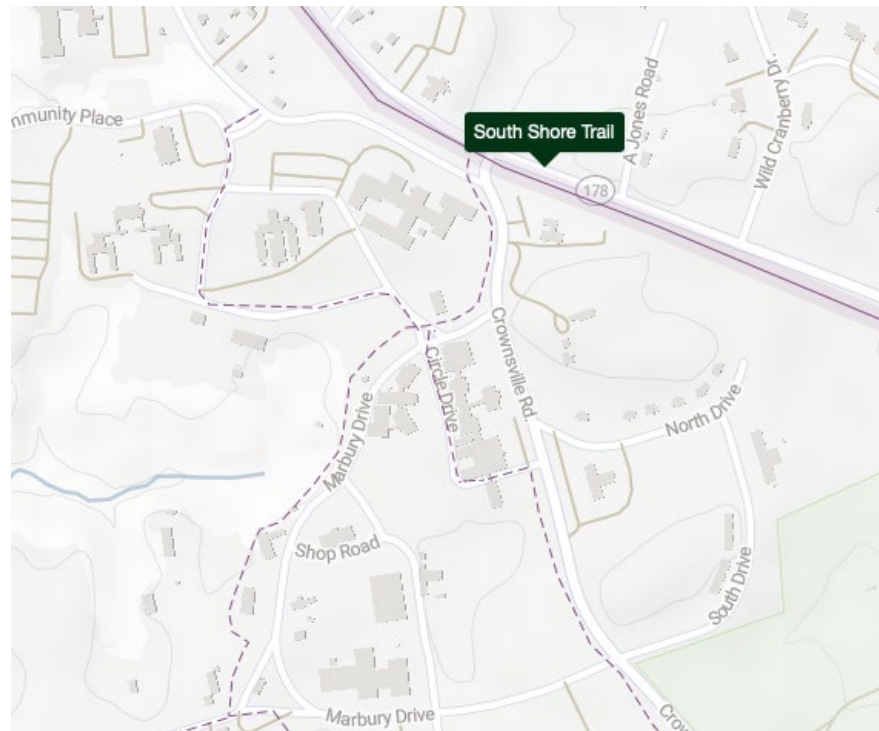 mmunity Place
South Shore Trail
A Jones Road
Wild Cranberry Dr.
178
Crownsville Rd.
Circle Drive
Marbury Drive
North Drive
Shop Road
South Drive
Marbury Drive
Crow